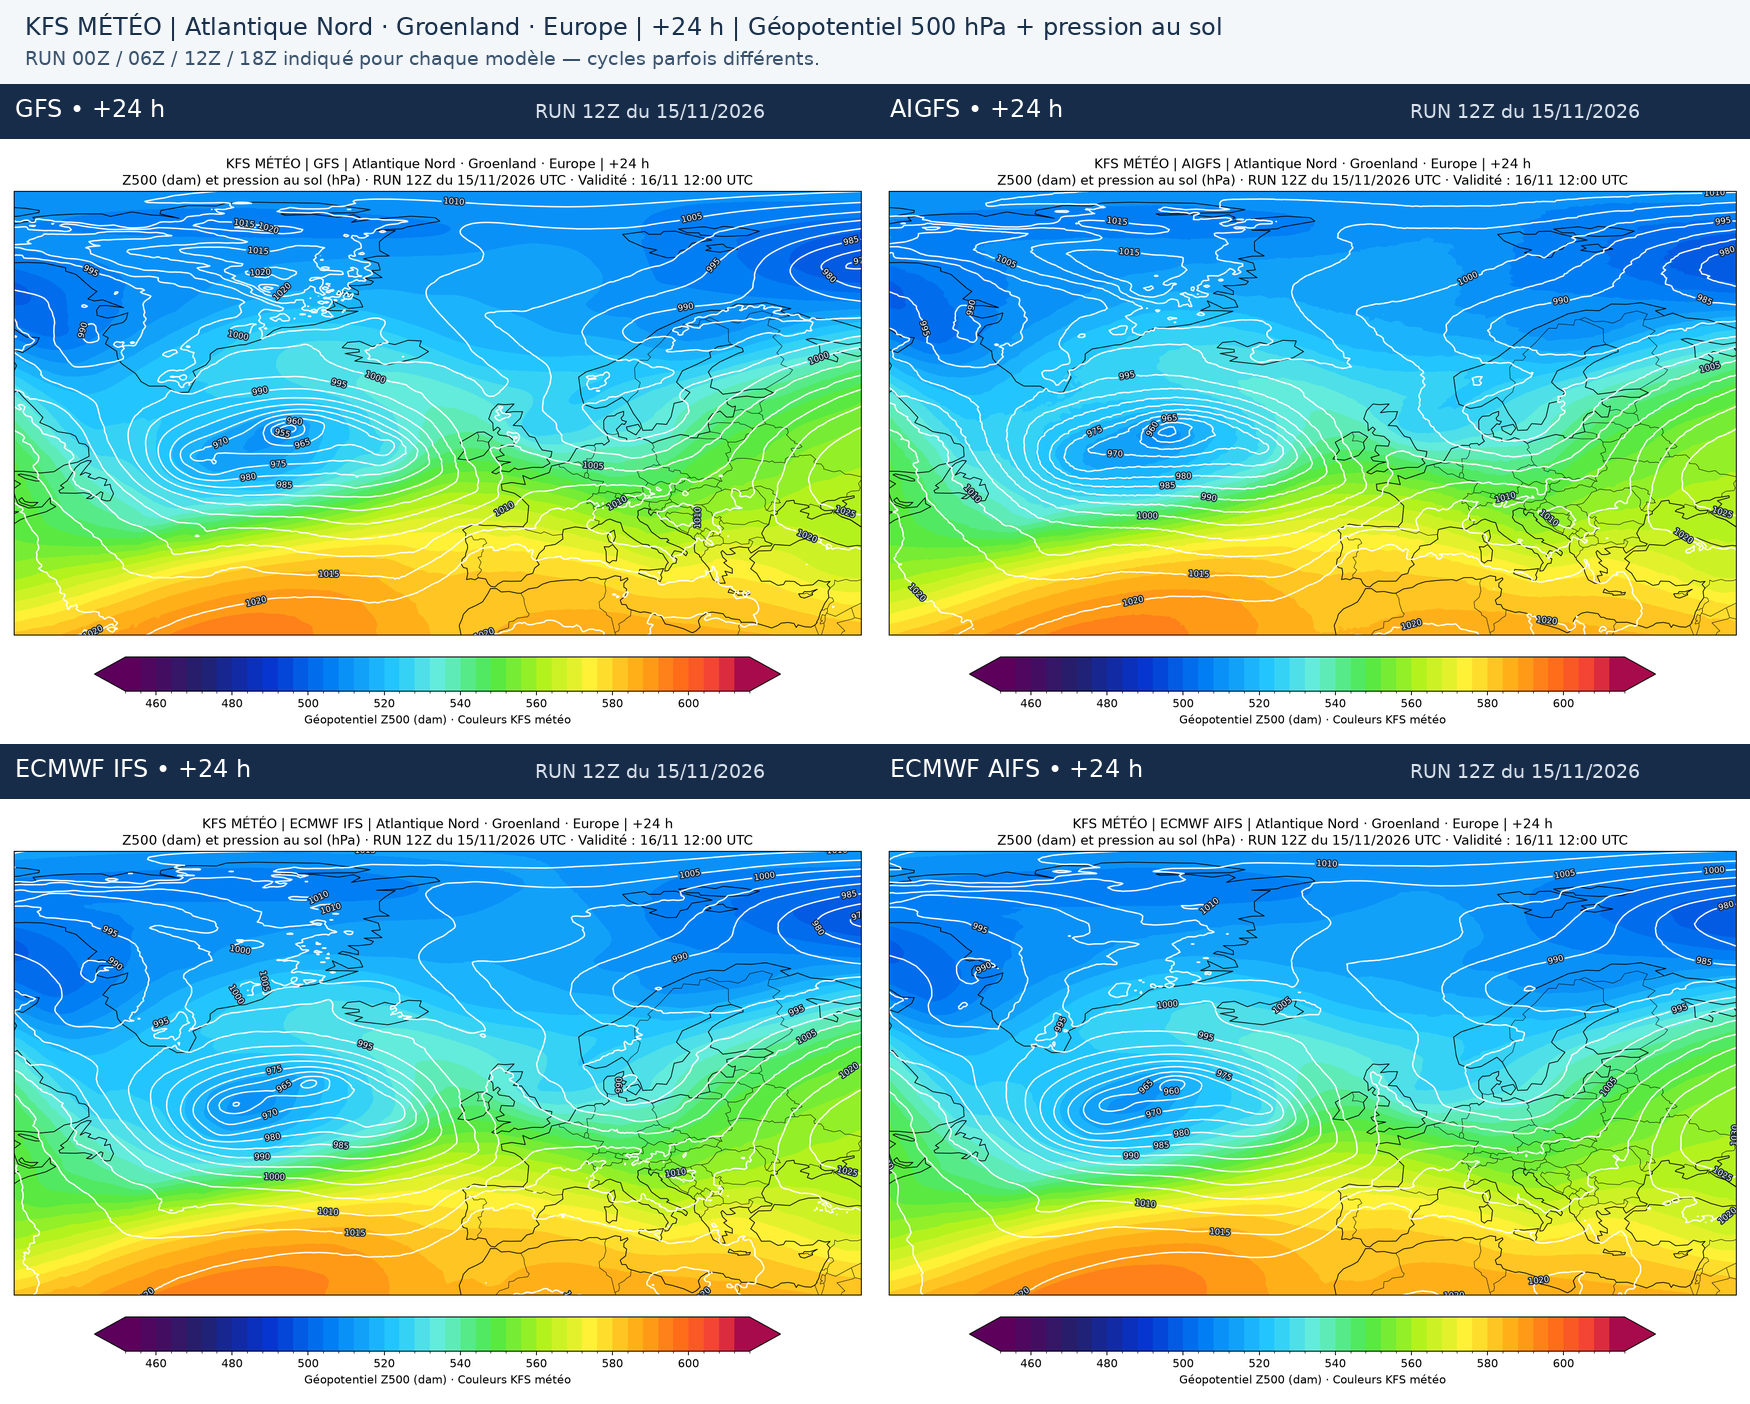 KFS MÉTÉO | Atlantique Nord · Groenland · Europe | +24 h | Géopotentiel 500 hPa + pression au sol
RUN 00Z / 06Z / 12Z / 18Z indiqué pour chaque modèle — cycles parfois différents.
GFS • +24 h
RUN 12Z du 15/11/2026
AIGFS • +24 h
RUN 12Z du 15/11/2026
KFS MÉTÉO | GFS | Atlantique Nord · Groenland · Europe | +24 h
Z500 (dam) et pression au sol (hPa) · RUN 12Z du 15/11/2026 UTC · Validité : 16/11 12:00 UTC
KFS MÉTÉO | AIGFS | Atlantique Nord · Groenland · Europe | +24 h
Z500 (dam) et pression au sol (hPa) · RUN 12Z du 15/11/2026 UTC · Validité : 16/11 12:00 UTC
460 480 500 520 540 560 580 600
Géopotentiel Z500 (dam) · Couleurs KFS météo
460 480 500 520 540 560 580 600
Géopotentiel Z500 (dam) · Couleurs KFS météo
ECMWF IFS • +24 h
RUN 12Z du 15/11/2026
ECMWF AIFS • +24 h
RUN 12Z du 15/11/2026
KFS MÉTÉO | ECMWF IFS | Atlantique Nord · Groenland · Europe | +24 h
Z500 (dam) et pression au sol (hPa) · RUN 12Z du 15/11/2026 UTC · Validité : 16/11 12:00 UTC
KFS MÉTÉO | ECMWF AIFS | Atlantique Nord · Groenland · Europe | +24 h
Z500 (dam) et pression au sol (hPa) · RUN 12Z du 15/11/2026 UTC · Validité : 16/11 12:00 UTC
460 480 500 520 540 560 580 600
Géopotentiel Z500 (dam) · Couleurs KFS météo
460 480 500 520 540 560 580 600
Géopotentiel Z500 (dam) · Couleurs KFS météo